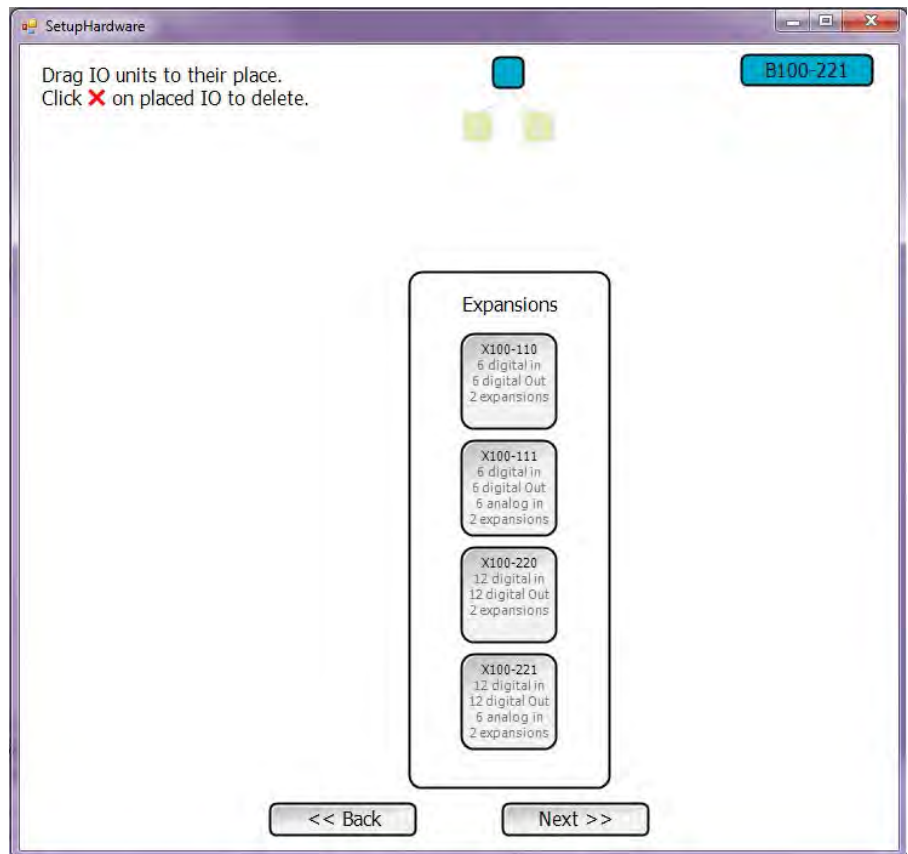 SetupHardware
Drag IO units to their place.
Click ❌ on placed IO to delete.
B100-221
Expansions
X100-110
6 digital in
6 digital Out
2 expansions
X100-111
6 digital in
6 digital Out
6 analog in
2 expansions
X100-220
12 digital in
12 digital Out
2 expansions
X100-221
12 digital in
12 digital Out
6 analog in
2 expansions
<< Back
Next >>